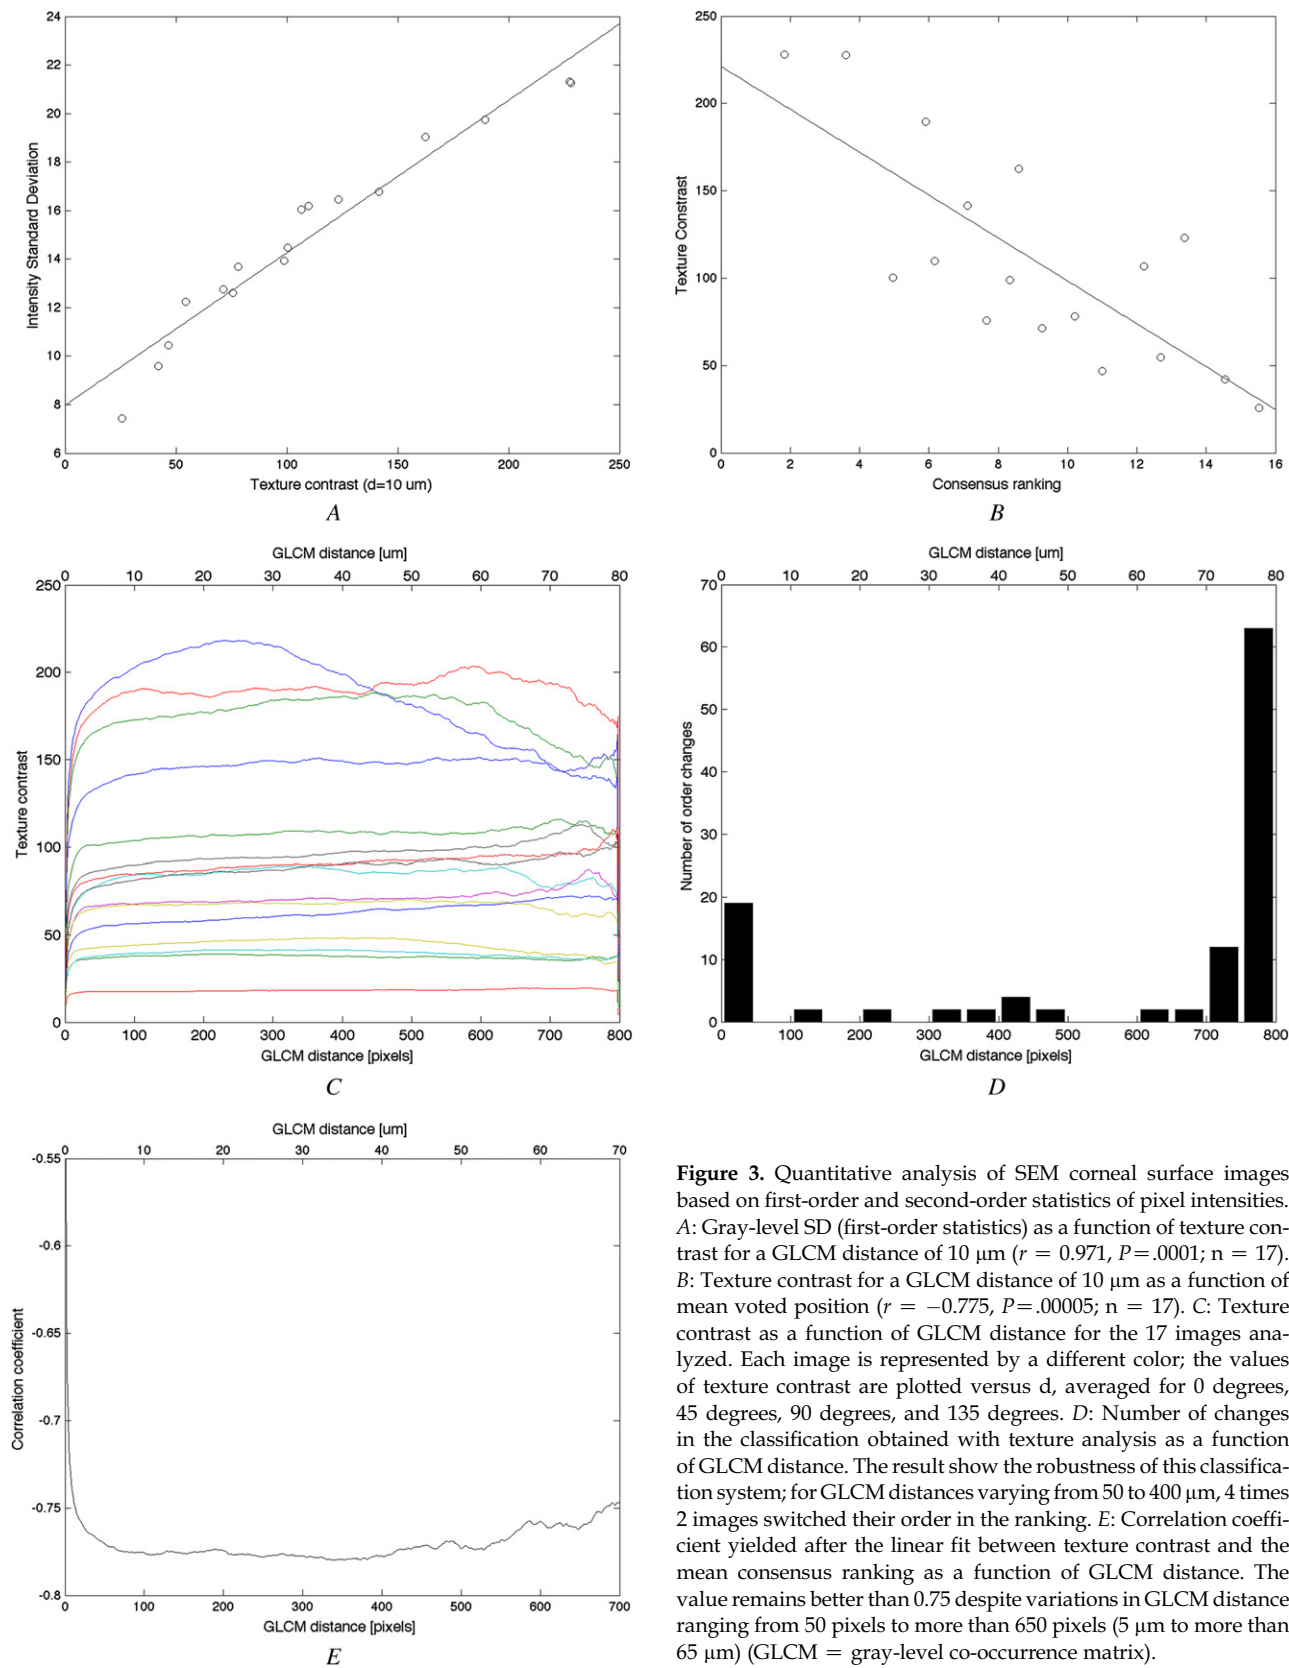 24
22
20
18
16
14
12
10
8
6
0 50 100 150 200 250
Intensity Standard Deviation
Texture contrast (d=10 um)
A
250
200
150
100
50
0
0 2 4 6 8 10 12 14 16
Texture Constrast
Consensus ranking
B
GLCM distance [um]
0 10 20 30 40 50 60 70 80
250
200
150
100
50
0
Texture contrast
0 100 200 300 400 500 600 700 800
GLCM distance [pixels]
C
GLCM distance [um]
0 10 20 30 40 50 60 70 80
70
60
50
40
30
20
10
0
Number of order changes
0 100 200 300 400 500 600 700 800
GLCM distance [pixels]
D
GLCM distance [um]
0 10 20 30 40 50 60 70
-0.55
-0.6
-0.65
-0.7
-0.75
-0.8
Correlation coefficient
0 100 200 300 400 500 600 700
GLCM distance [pixels]
E
Figure 3. Quantitative analysis of SEM corneal surface images
based on first-order and second-order statistics of pixel intensities.
A: Gray-level SD (first-order statistics) as a function of texture con-
trast for a GLCM distance of 10 μm (r = 0.971, P=.0001; n = 17).
B: Texture contrast for a GLCM distance of 10 μm as a function of
mean voted position (r = −0.775, P=.00005; n = 17). C: Texture
contrast as a function of GLCM distance for the 17 images ana-
lyzed. Each image is represented by a different color; the values
of texture contrast are plotted versus d, averaged for 0 degrees,
45 degrees, 90 degrees, and 135 degrees. D: Number of changes
in the classification obtained with texture analysis as a function
of GLCM distance. The result show the robustness of this classifica-
tion system; for GLCM distances varying from 50 to 400 μm, 4 times
2 images switched their order in the ranking. E: Correlation coeffi-
cient yielded after the linear fit between texture contrast and the
mean consensus ranking as a function of GLCM distance. The
value remains better than 0.75 despite variations in GLCM distance
ranging from 50 pixels to more than 650 pixels (5 μm to more than
65 μm) (GLCM = gray-level co-occurrence matrix).